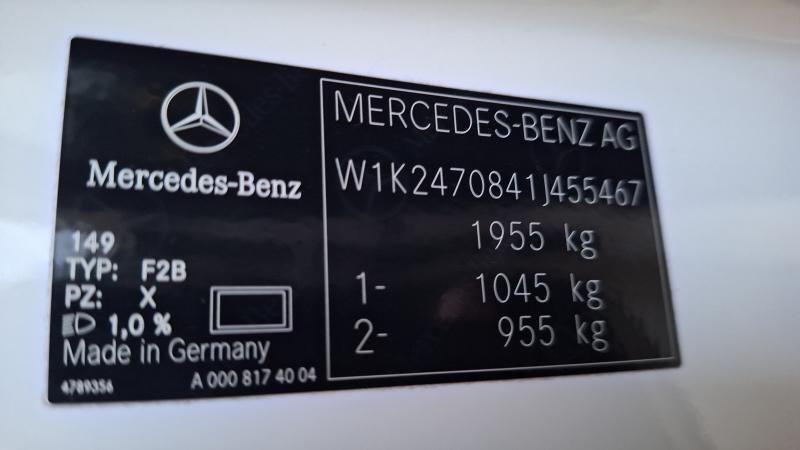 Mercedes-Benz
149
TYP: F2B
PZ: X
1,0 %
Made in Germany
4789356
A 000 817 40 04
MERCEDES-BENZ AG
W1K2470841J455467
1955 kg
1- 1045 kg
2- 955 kg